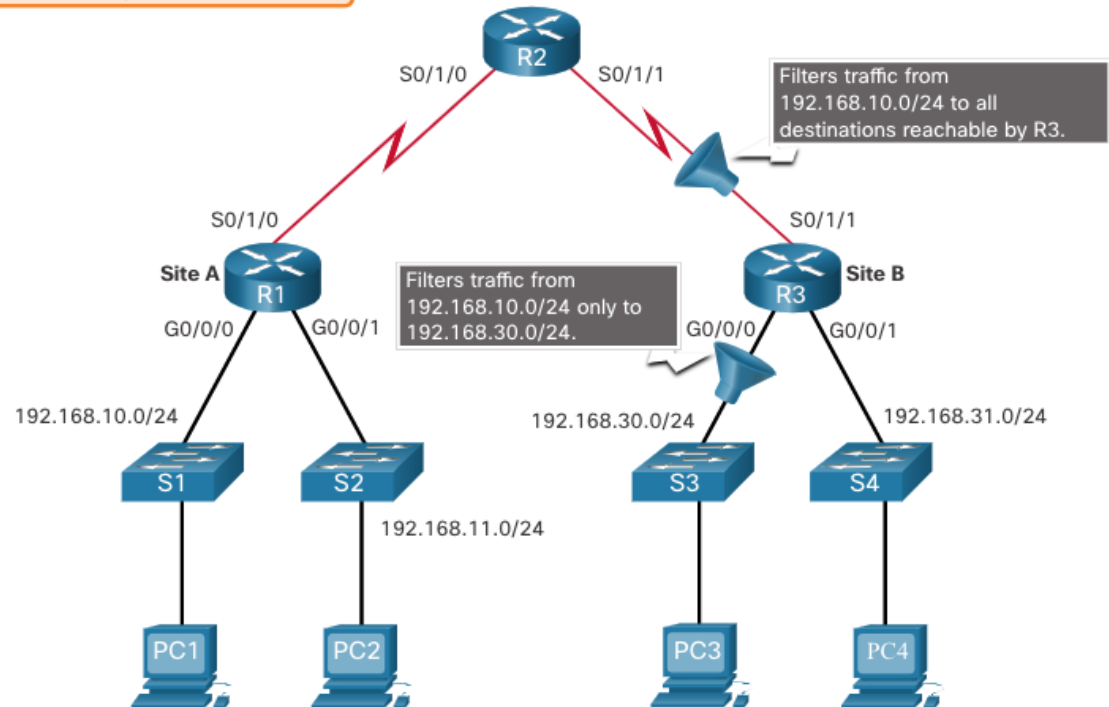 R2
S0/1/0
S0/1/1
Filters traffic from
192.168.10.0/24 to all
destinations reachable by R3.
S0/1/0
S0/1/1
Site A
R1
Filters traffic from
192.168.10.0/24 only to
192.168.30.0/24.
R3
Site B
G0/0/0
G0/0/1
G0/0/0
G0/0/1
192.168.10.0/24
192.168.30.0/24
192.168.31.0/24
S1
S2
S3
S4
192.168.11.0/24
PC1
PC2
PC3
PC4